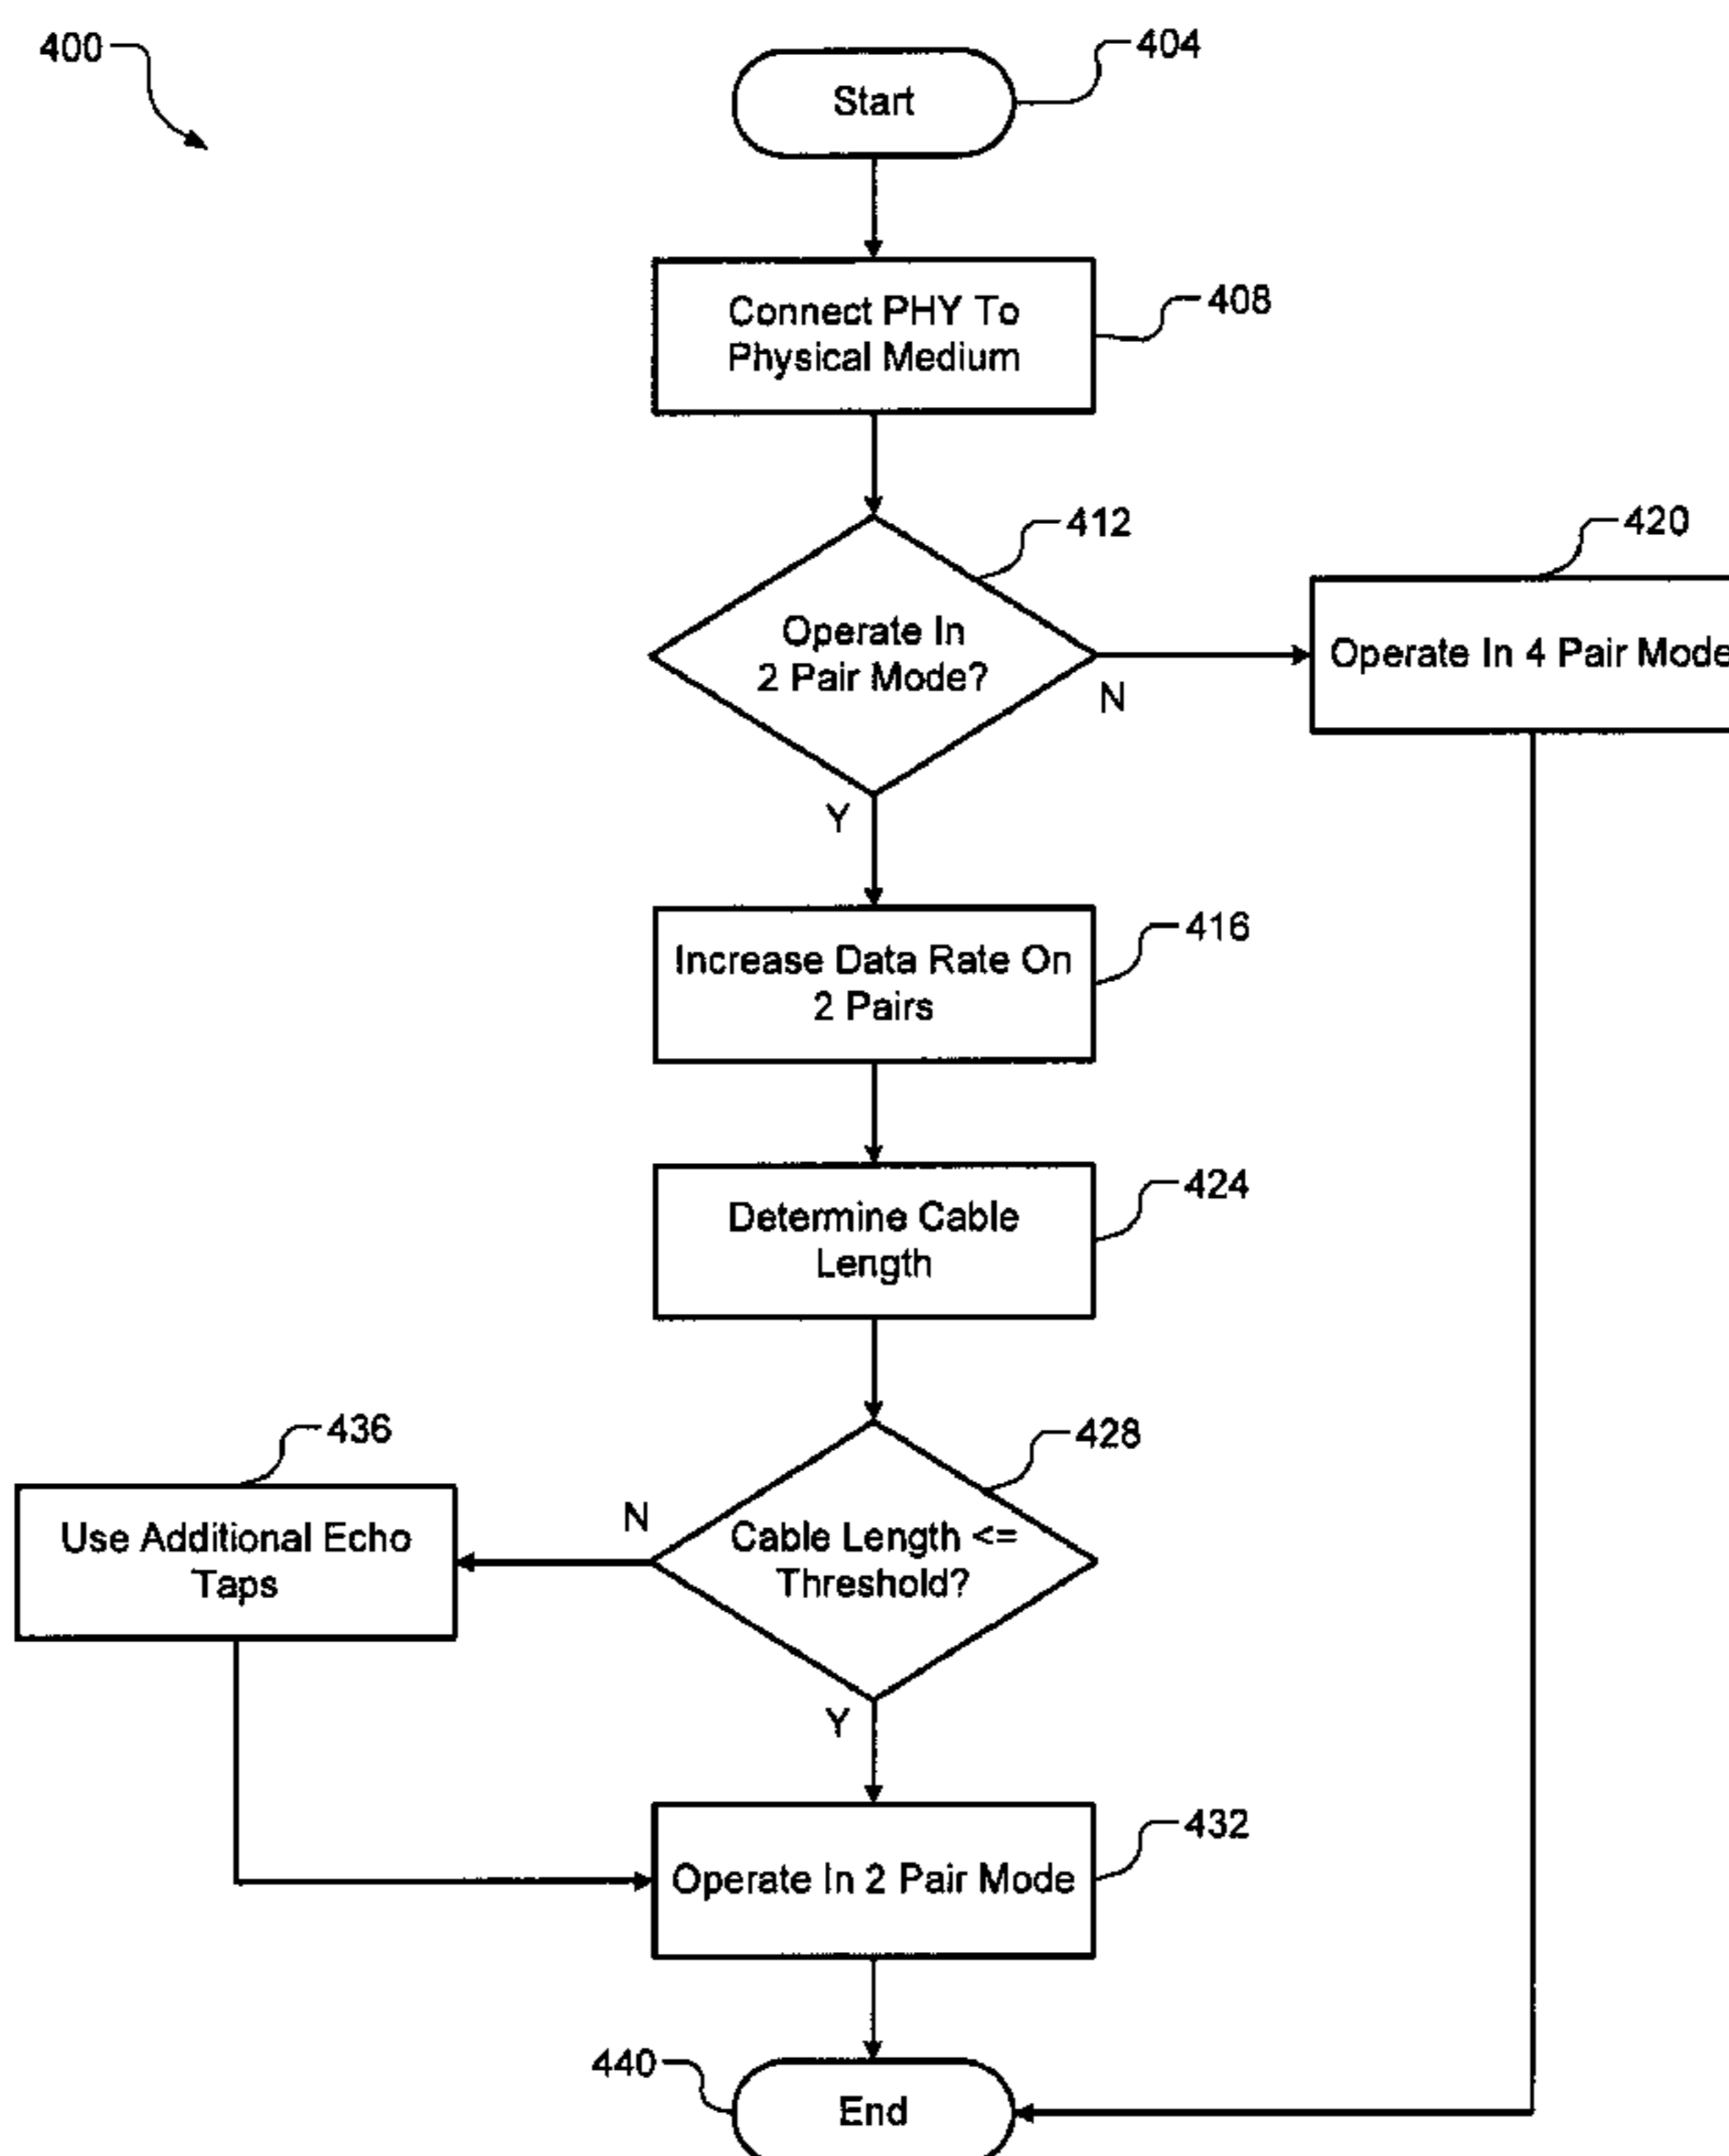 400
404
Start
Connect PHY To
Physical Medium
408
412
Operate In
2 Pair Mode?
N
Y
420
Operate In 4 Pair Mode
Increase Data Rate On
2 Pairs
416
Determine Cable
Length
424
428
Cable Length <=
Threshold?
N
Y
436
Use Additional Echo
Taps
Operate In 2 Pair Mode
432
440
End